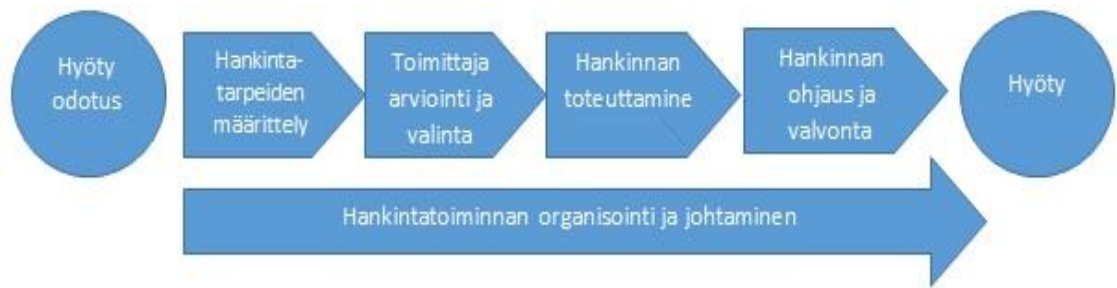 Hyöty
odotus
Hankinta-
tarpeiden
määrittely
Toimittaja
arviointi ja
valinta
Hankinnan
toteuttamine
Hankinnan
ohjaus ja
valvonta
Hyöty
Hankintatoiminnan organisointi ja johtaminen